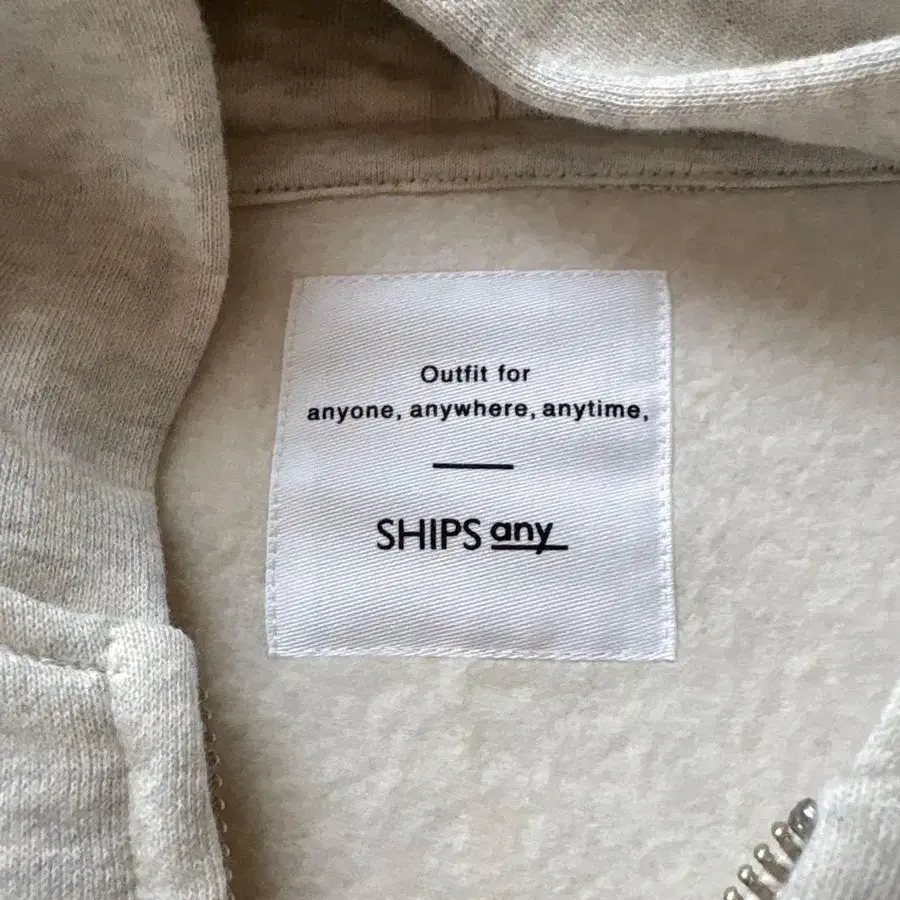 Outfit for
anyone, anywhere, anytime,
SHIPS any